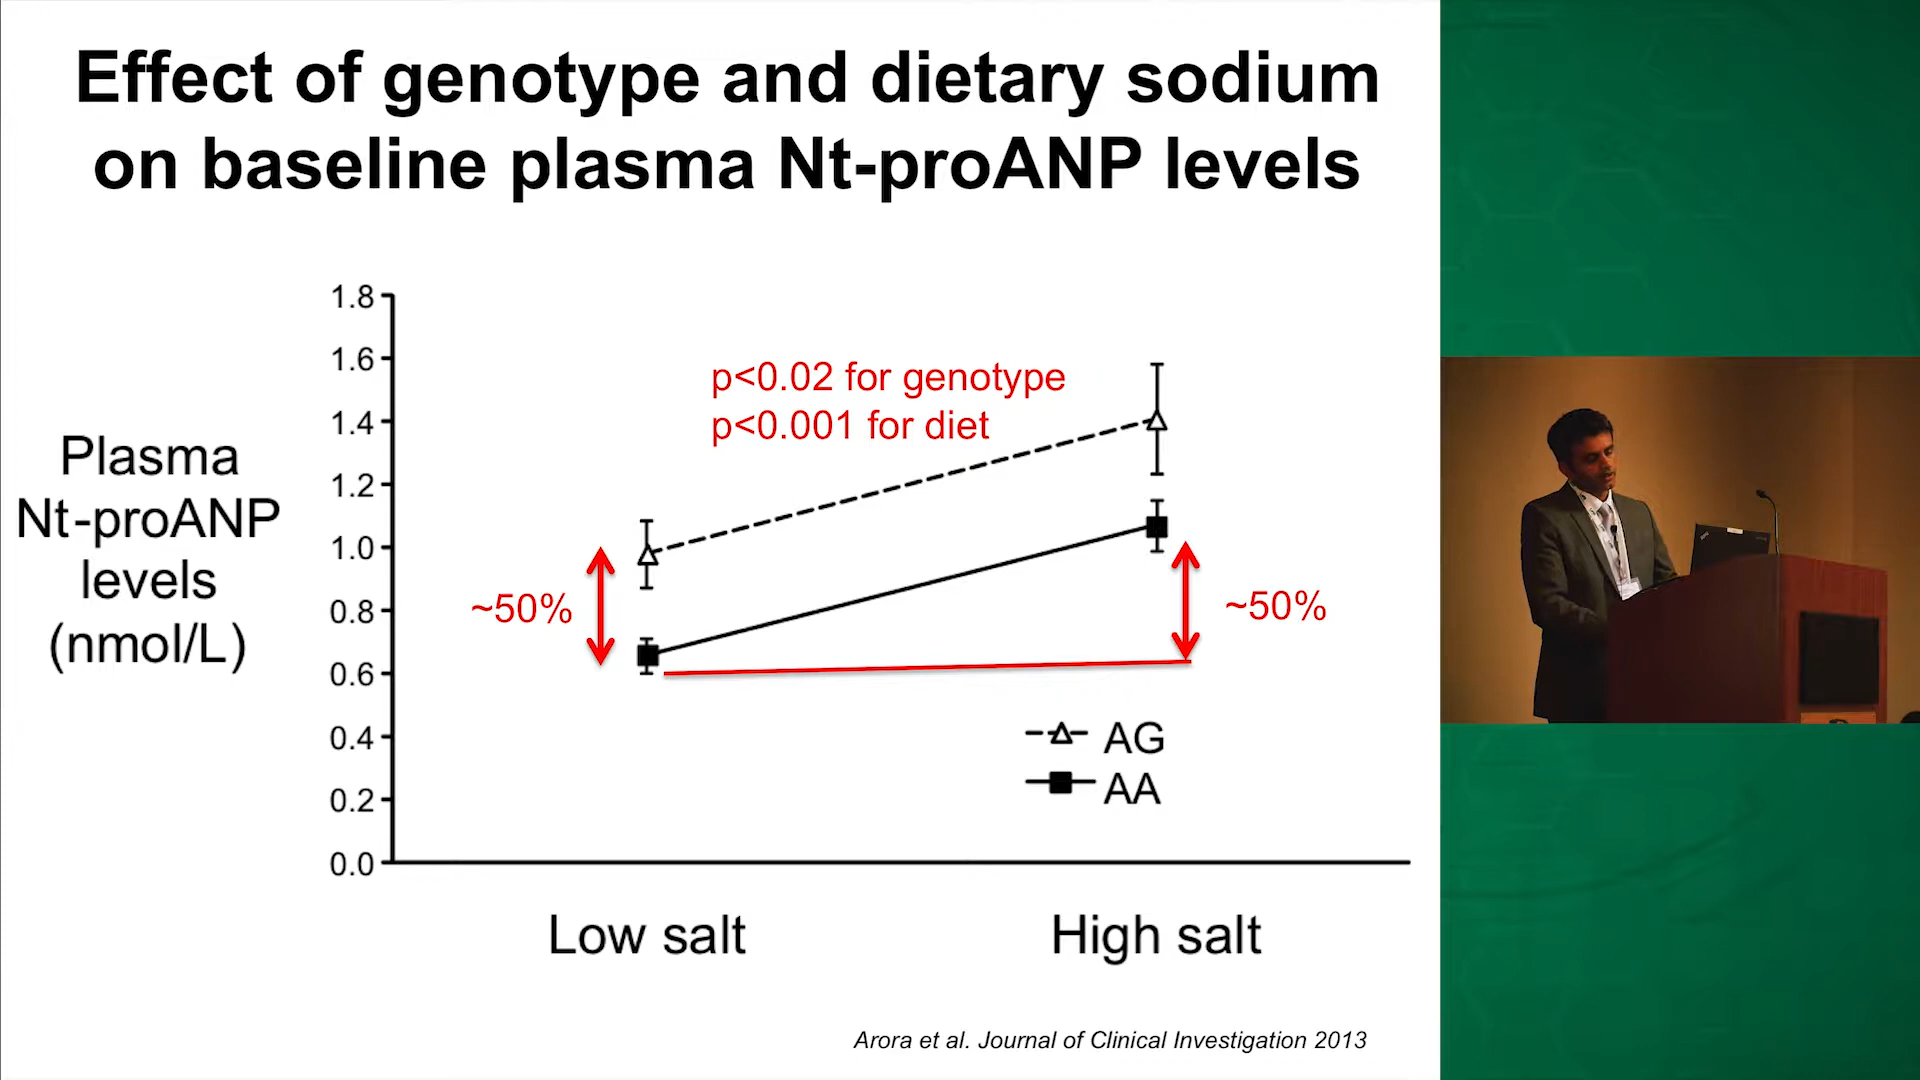 Effect of genotype and dietary sodium
on baseline plasma Nt-proANP levels
Plasma
Nt-proANP
levels
(nmol/L)
1.8
1.6
1.4
1.2
1.0
0.8
0.6
0.4
0.2
0.0
p<0.02 for genotype
p<0.001 for diet
~50%
~50%
AG
AA
Low salt
High salt
Arora et al. Journal of Clinical Investigation 2013